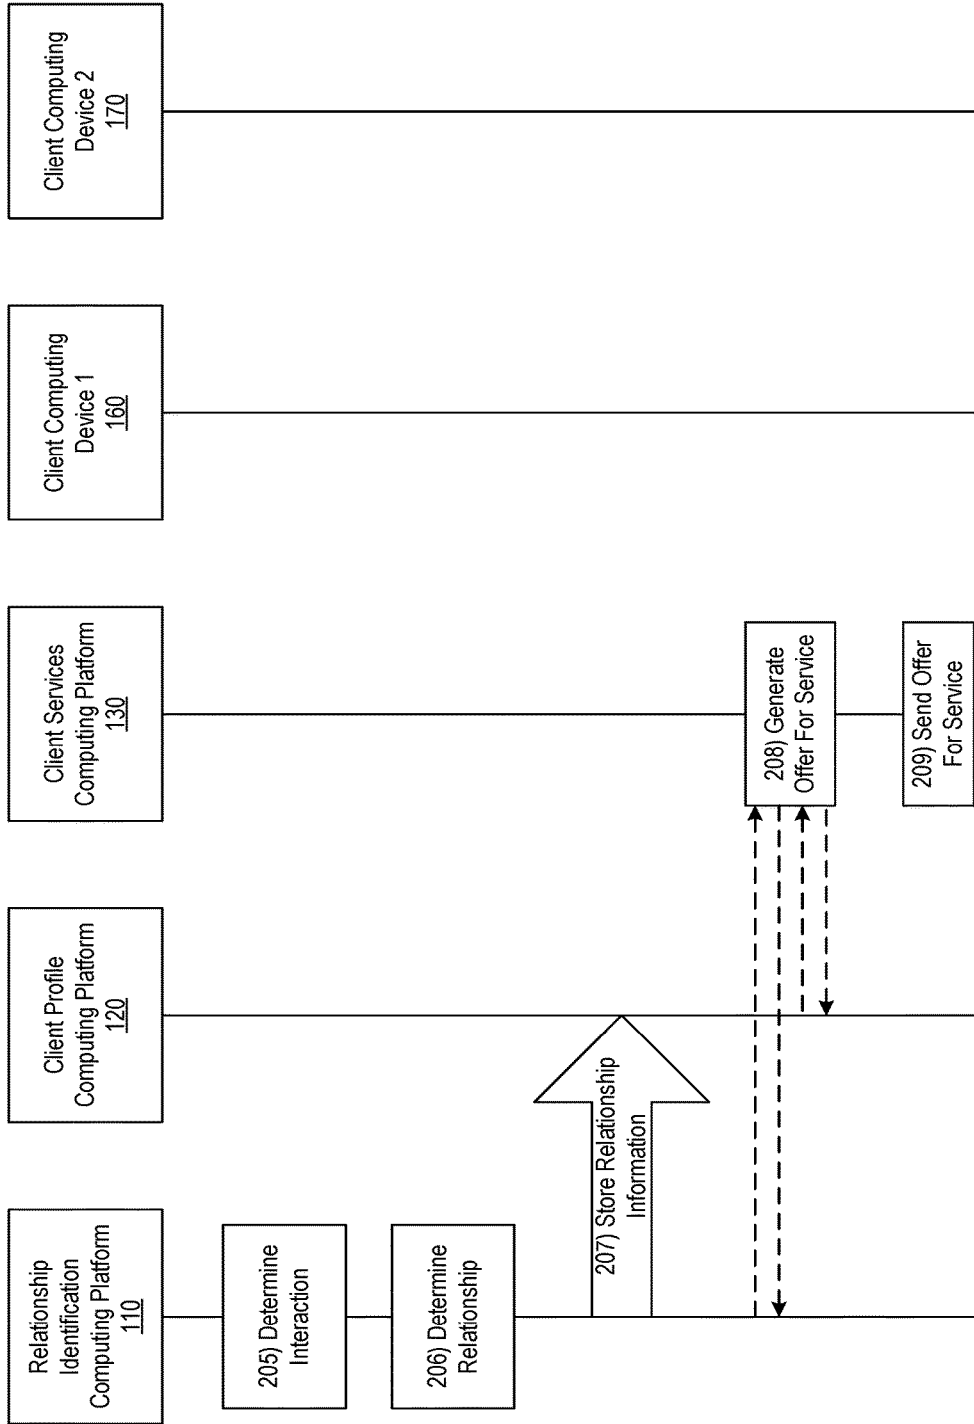 Relationship
Identification
Computing Platform
110
Client Profile
Computing Platform
120
Client Services
Computing Platform
130
Client Computing
Device 1
160
Client Computing
Device 2
170
205) Determine
Interaction
206) Determine
Relationship
207) Store Relationship
Information
208) Generate
Offer For Service
209) Send Offer
For Service